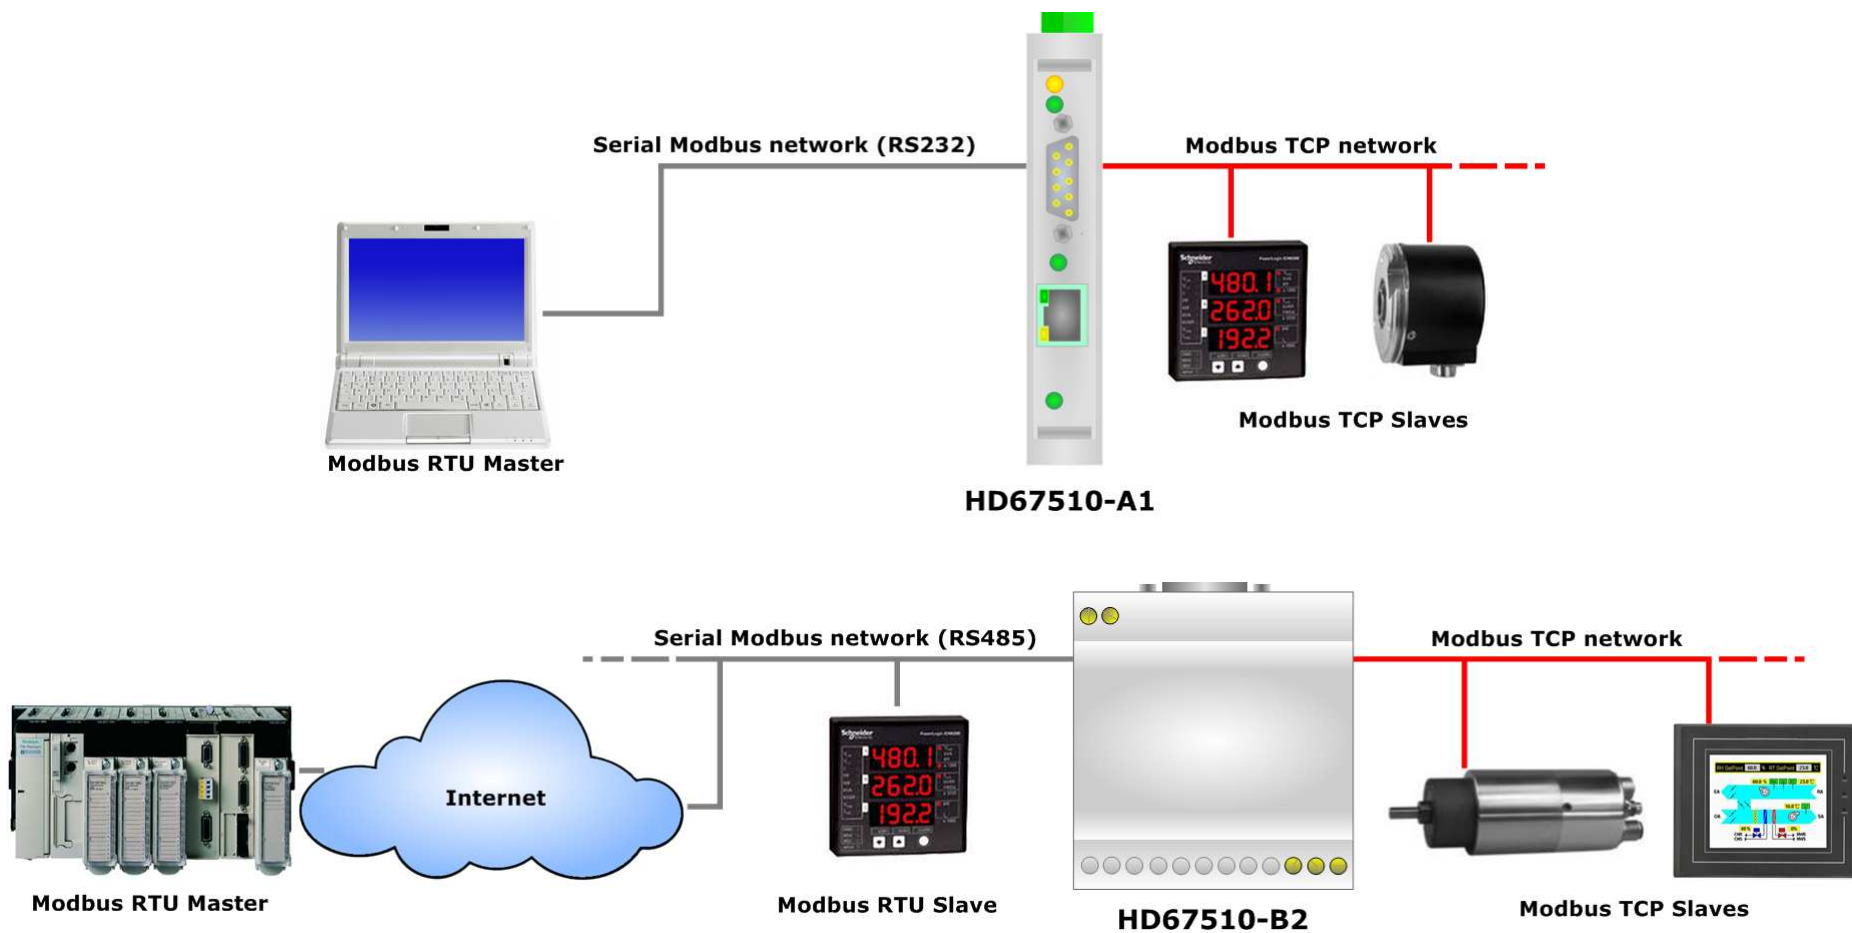 Serial Modbus network (RS232)
Modbus TCP network
Schneider
480.1
262.0
192.2
Modbus TCP Slaves
Modbus RTU Master
HD67510-A1
Serial Modbus network (RS485)
Modbus TCP network
Schneider
480.1
262.0
192.2
Internet
Modbus RTU Master
Modbus RTU Slave
HD67510-B2
Modbus TCP Slaves